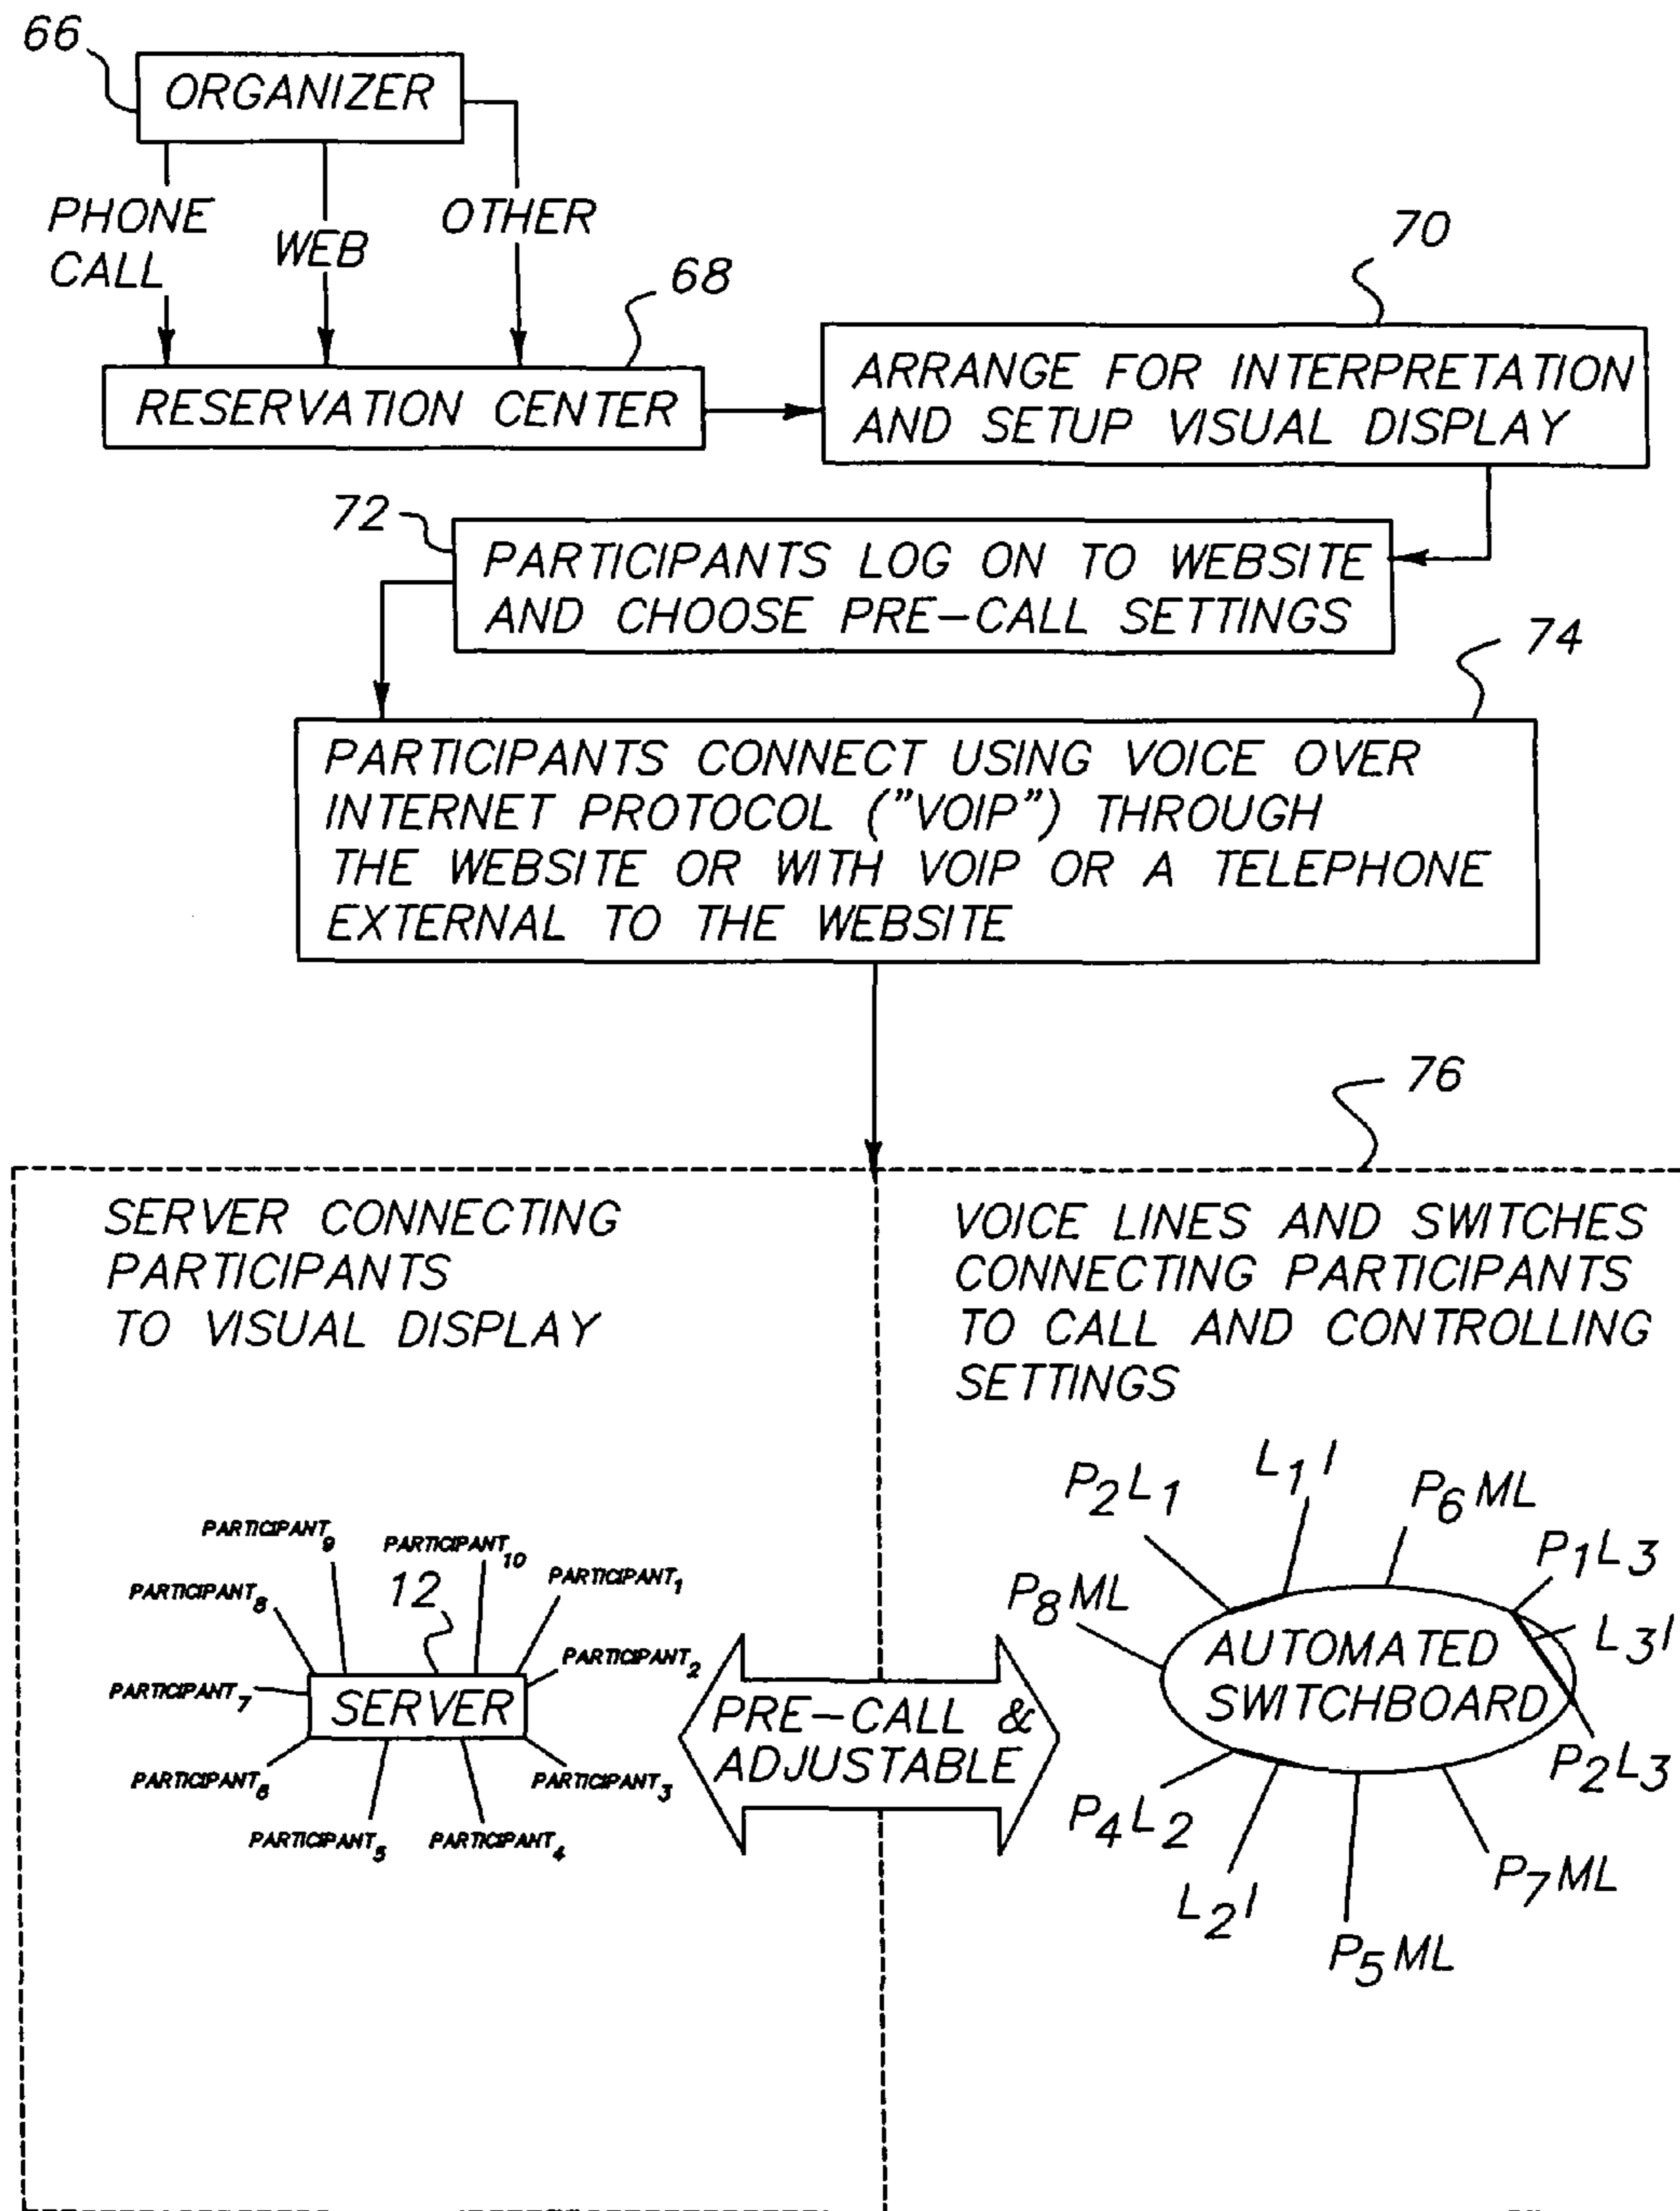 66
ORGANIZER
PHONE
CALL
WEB
OTHER
68
RESERVATION CENTER
70
ARRANGE FOR INTERPRETATION
AND SETUP VISUAL DISPLAY
72
PARTICIPANTS LOG ON TO WEBSITE
AND CHOOSE PRE-CALL SETTINGS
74
PARTICIPANTS CONNECT USING VOICE OVER
INTERNET PROTOCOL ("VOIP") THROUGH
THE WEBSITE OR WITH VOIP OR A TELEPHONE
EXTERNAL TO THE WEBSITE
76
SERVER CONNECTING
PARTICIPANTS
TO VISUAL DISPLAY
PARTICIPANT9
PARTICIPANT10
12
PARTICIPANT1
PARTICIPANT8
PARTICIPANT2
PARTICIPANT7
SERVER
PARTICIPANT6
PARTICIPANT3
PARTICIPANT5
PARTICIPANT4
PRE-CALL &
ADJUSTABLE
VOICE LINES AND SWITCHES
CONNECTING PARTICIPANTS
TO CALL AND CONTROLLING
SETTINGS
P2L1
L1I
P6ML
P1L3
P8ML
L3I
AUTOMATED
SWITCHBOARD
P2L3
P4L2
P7ML
L2I
P5ML